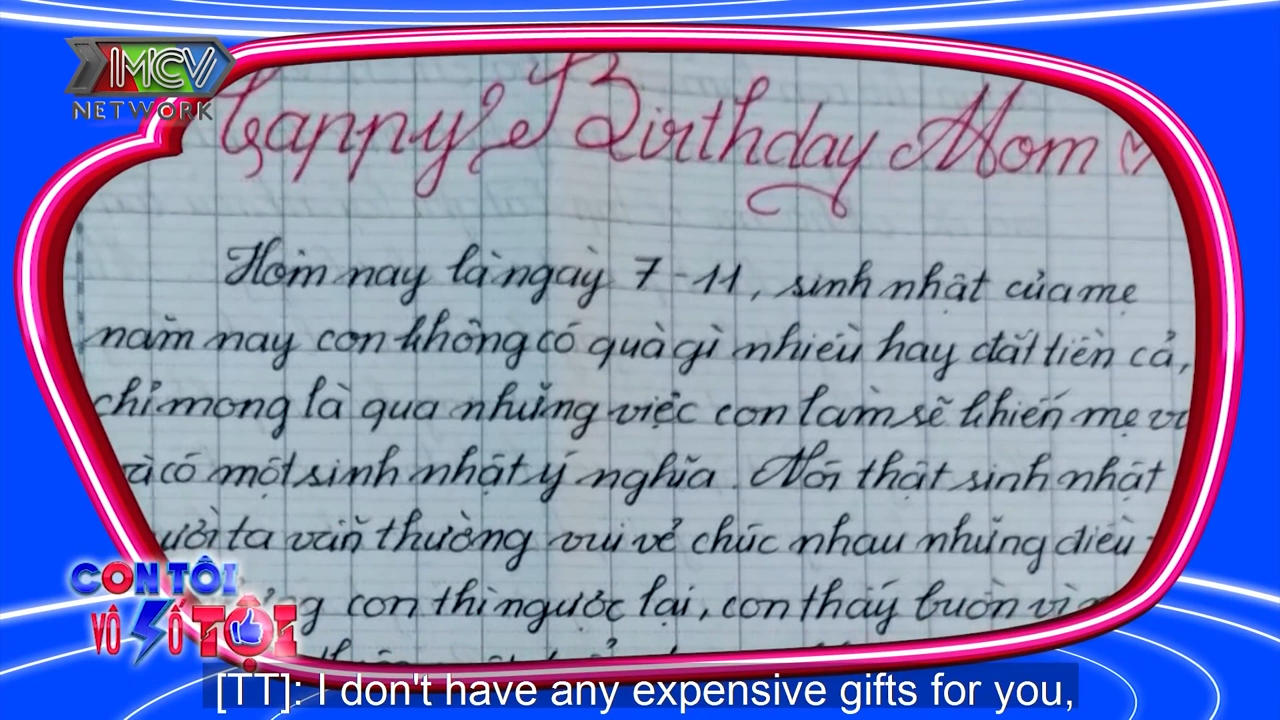 MCV
NETWORK
Happy Birthday Mom
Hôm nay là ngày 7-11, sinh nhật của mẹ
năm nay con không có quà gì nhiều hay đắt tiền cả,
chỉ mong là qua những việc con làm sẽ khiến mẹ
và có một sinh nhật ý nghĩa. Nói thật sinh nhật
ta vẫn thường vui vẻ chúc nhau những điều
con thì ngược lại, con thấy buồn vì
CON TÔI
VÔ SỐ TỘI
[TT]: I don't have any expensive gifts for you,